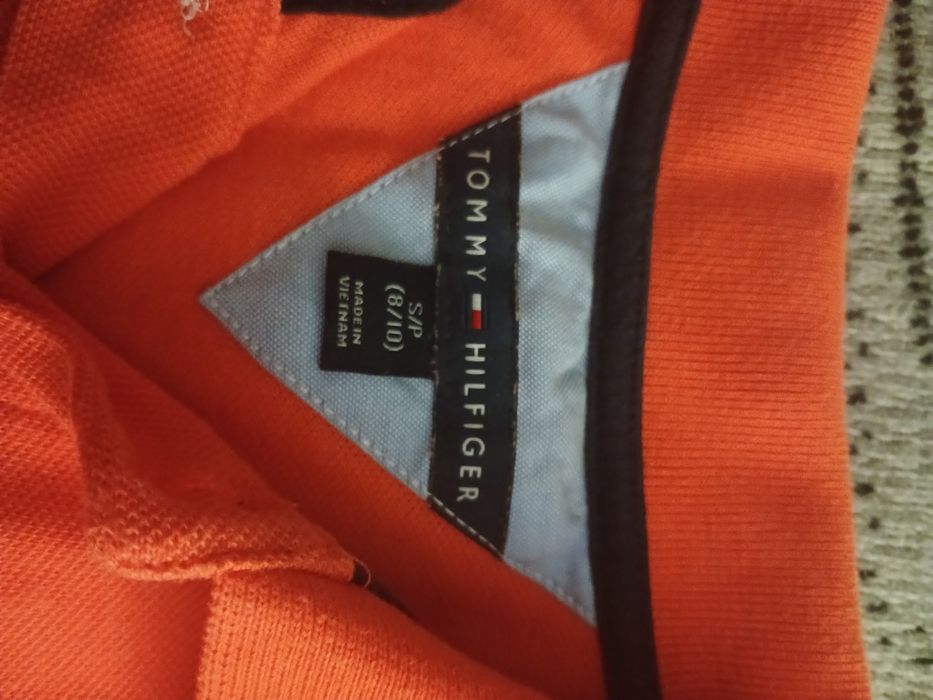 TOMMY HILFIGER
S/P
(8/10)
MADE IN
VIETNAM